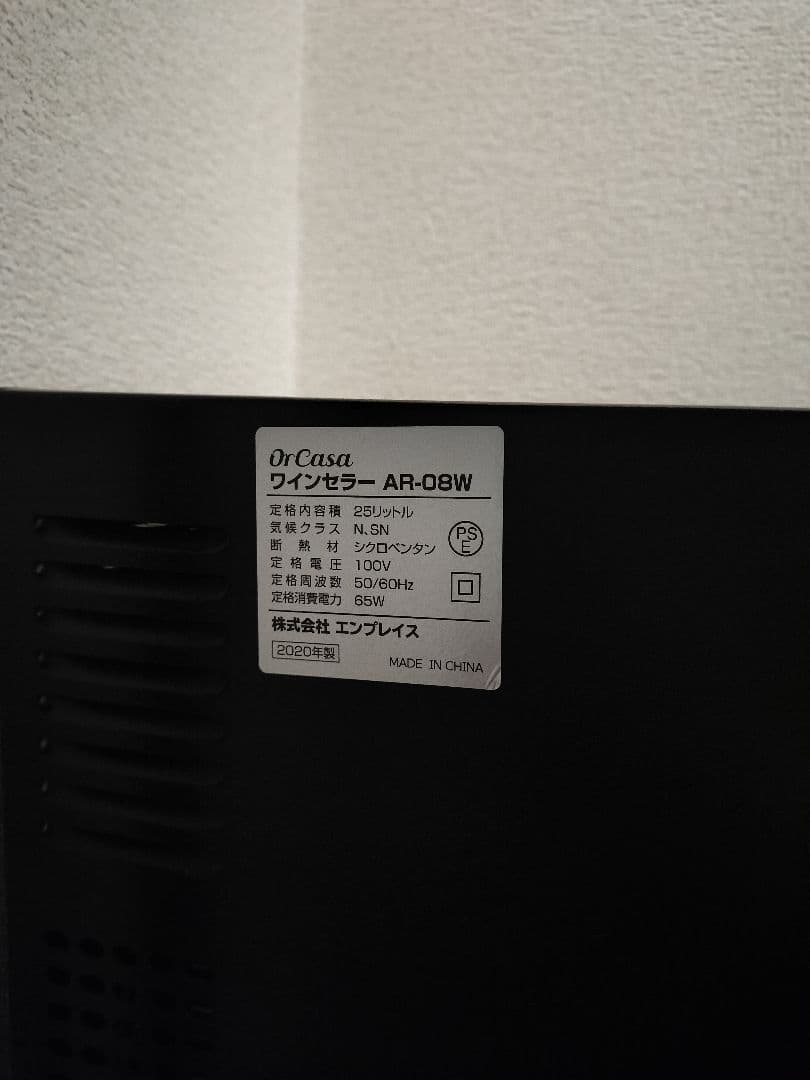 OrCasa
ワインセラー AR-08W
定格内容積 25リットル
気候クラス N、SN
断熱材 シクロペンタン
定格電圧 100V
定格周波数 50/60Hz
定格消費電力 65W
PS
E
株式会社 エンプレイス
2020年製
MADE IN CHINA